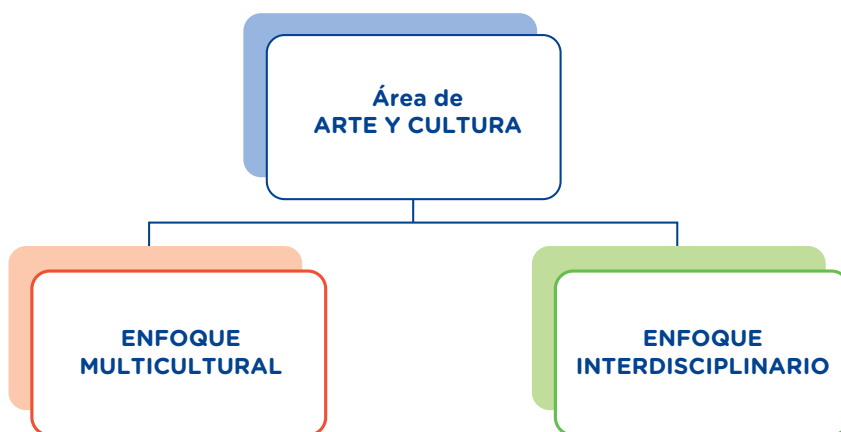 Área de
ARTE Y CULTURA
ENFOQUE
MULTICULTURAL
ENFOQUE
INTERDISCIPLINARIO